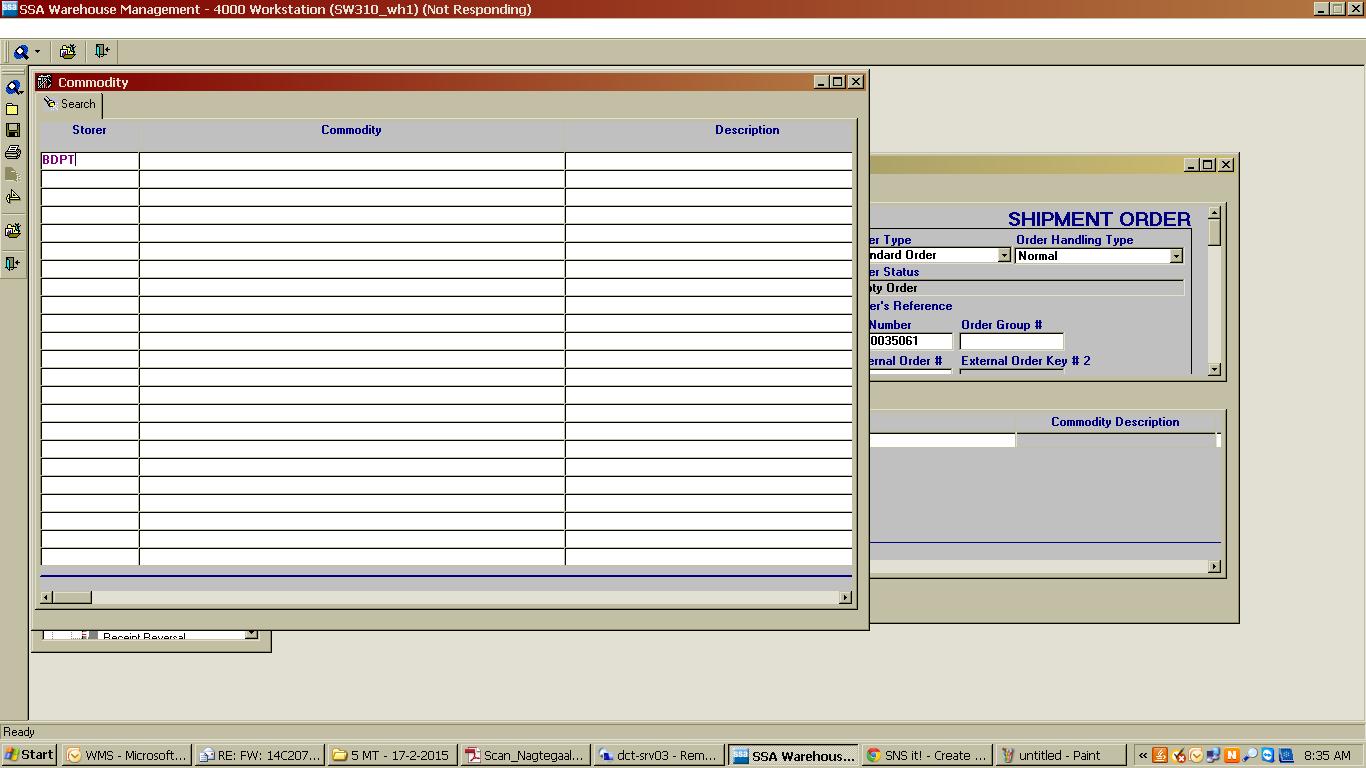 SSA Warehouse Management - 4000 Workstation (SW310_wh1) (Not Responding)
Commodity
Search
Storer Commodity Description
BDPT
SHIPMENT ORDER
er Type Order Handling Type
ndard Order Normal
er Status
pty Order
er's Reference
Number Order Group #
0035061
ernal Order # External Order Key # 2
Commodity Description
Receipt Reversal
Ready
Start WMS - Microsoft... RE: FW: 14C207... 5 MT - 17-2-2015 Scan_Nagtegaal... dct-srv03 - Rem... SSA Warehous... SNS it! - Create ... untitled - Paint « 8:35 AM